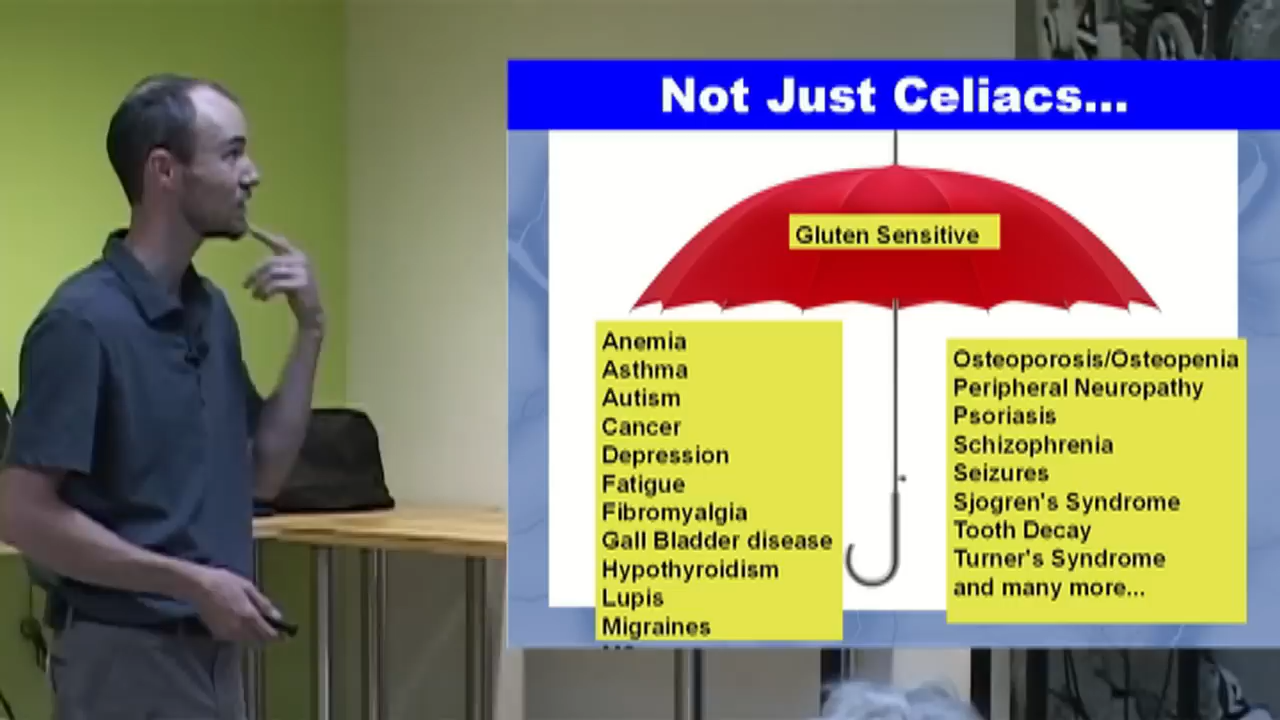 Not Just Celiacs...
Gluten Sensitive
Anemia
Asthma
Autism
Cancer
Depression
Fatigue
Fibromyalgia
Gall Bladder disease
Hypothyroidism
Lupis
Migraines
Osteoporosis/Osteopenia
Peripheral Neuropathy
Psoriasis
Schizophrenia
Seizures
Sjogren's Syndrome
Tooth Decay
Turner's Syndrome
and many more...